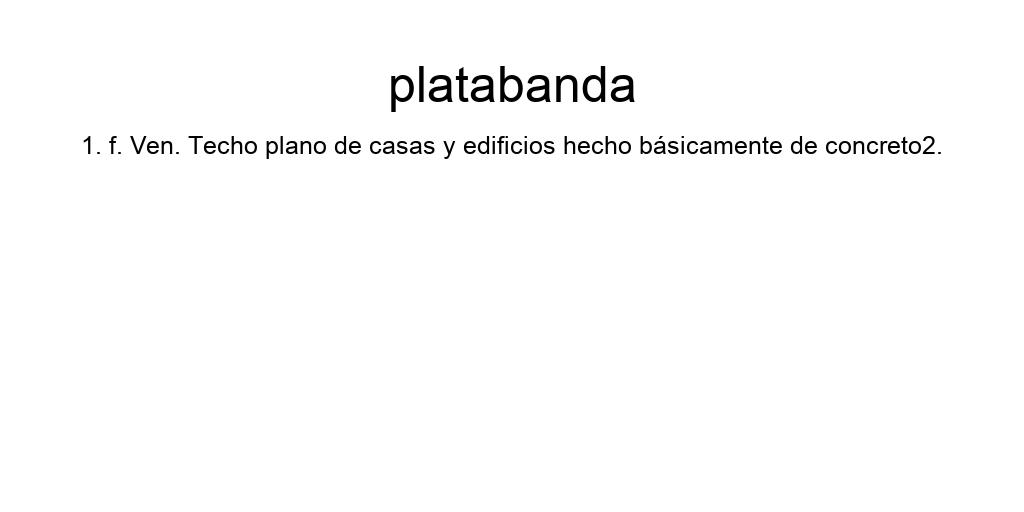 platabanda
1. f. Ven. Techo plano de casas y edificios hecho básicamente de concreto2.